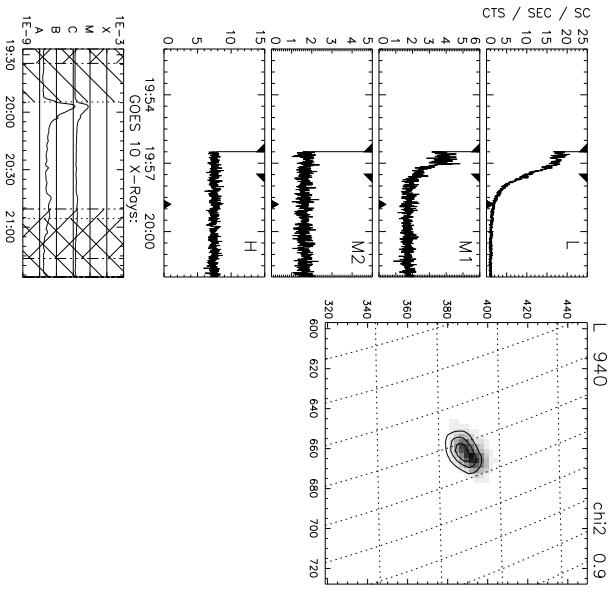 CTS / SEC / SC
0 5 10 15 20 25
L
0 1 2 3 4 5 6
M1
0 1 2 3 4 5
M2
0 5 10 15
H
19:54 19:57 20:00
GOES 10 X-Rays:
1E-3
X
M
C
B
A
1E-9
19:30 20:00 20:30 21:00
L 940 chi2 0.9
440
420
400
380
360
340
320
600 620 640 660 680 700 720